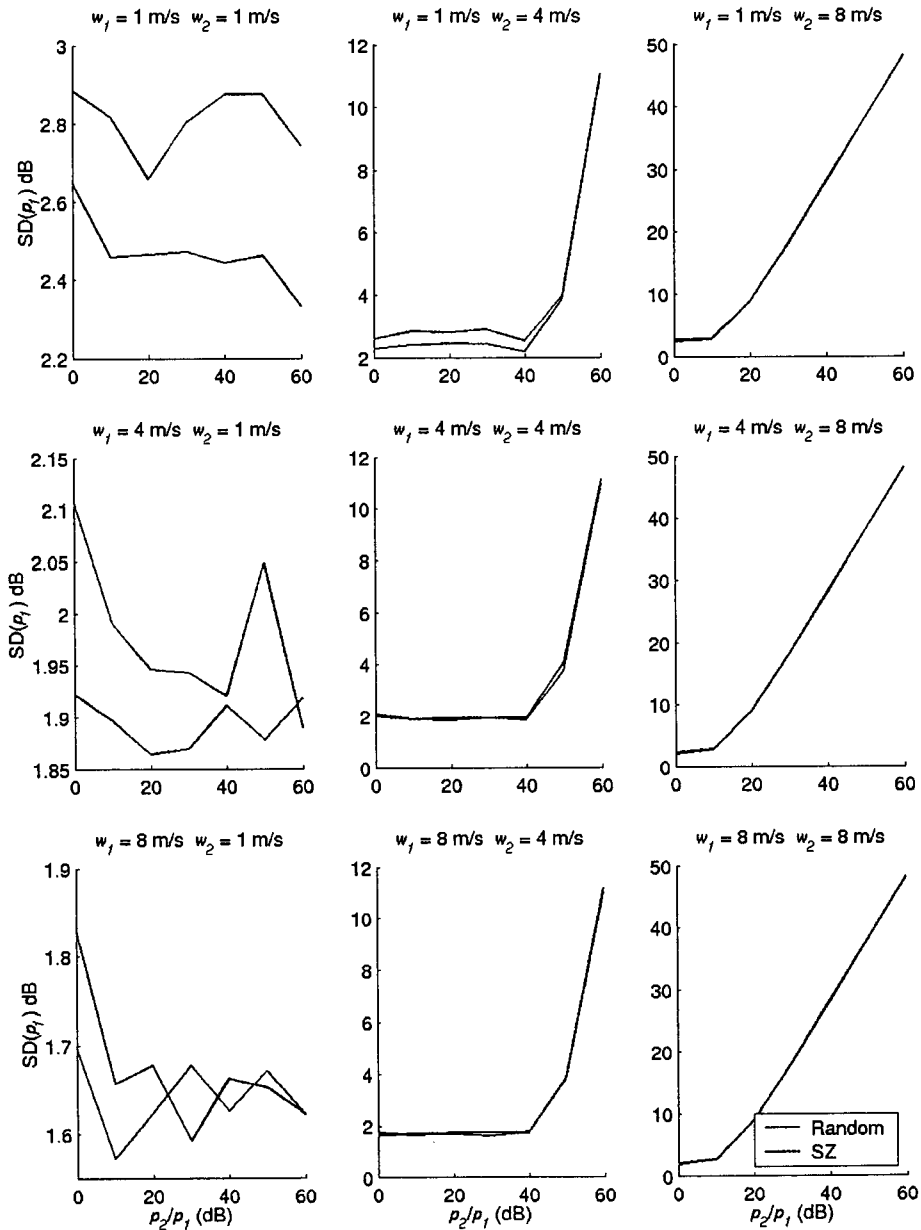 w1 = 1 m/s w2 = 1 m/s
w1 = 1 m/s w2 = 4 m/s
w1 = 1 m/s w2 = 8 m/s
3
2.8
2.6
2.4
2.2
SD(p1) dB
0 20 40 60
12
10
8
6
4
2
0 20 40 60
50
40
30
20
10
0
0 20 40 60
w1 = 4 m/s w2 = 1 m/s
w1 = 4 m/s w2 = 4 m/s
w1 = 4 m/s w2 = 8 m/s
2.15
2.1
2.05
2
1.95
1.9
1.85
SD(p1) dB
0 20 40 60
12
10
8
6
4
2
0
0 20 40 60
50
40
30
20
10
0
0 20 40 60
w1 = 8 m/s w2 = 1 m/s
w1 = 8 m/s w2 = 4 m/s
w1 = 8 m/s w2 = 8 m/s
1.9
1.8
1.7
1.6
SD(p1) dB
0 20 40 60
p2/p1 (dB)
12
10
8
6
4
2
0
0 20 40 60
p2/p1 (dB)
50
40
30
20
10
0
Random
SZ
0 20 40 60
p2/p1 (dB)